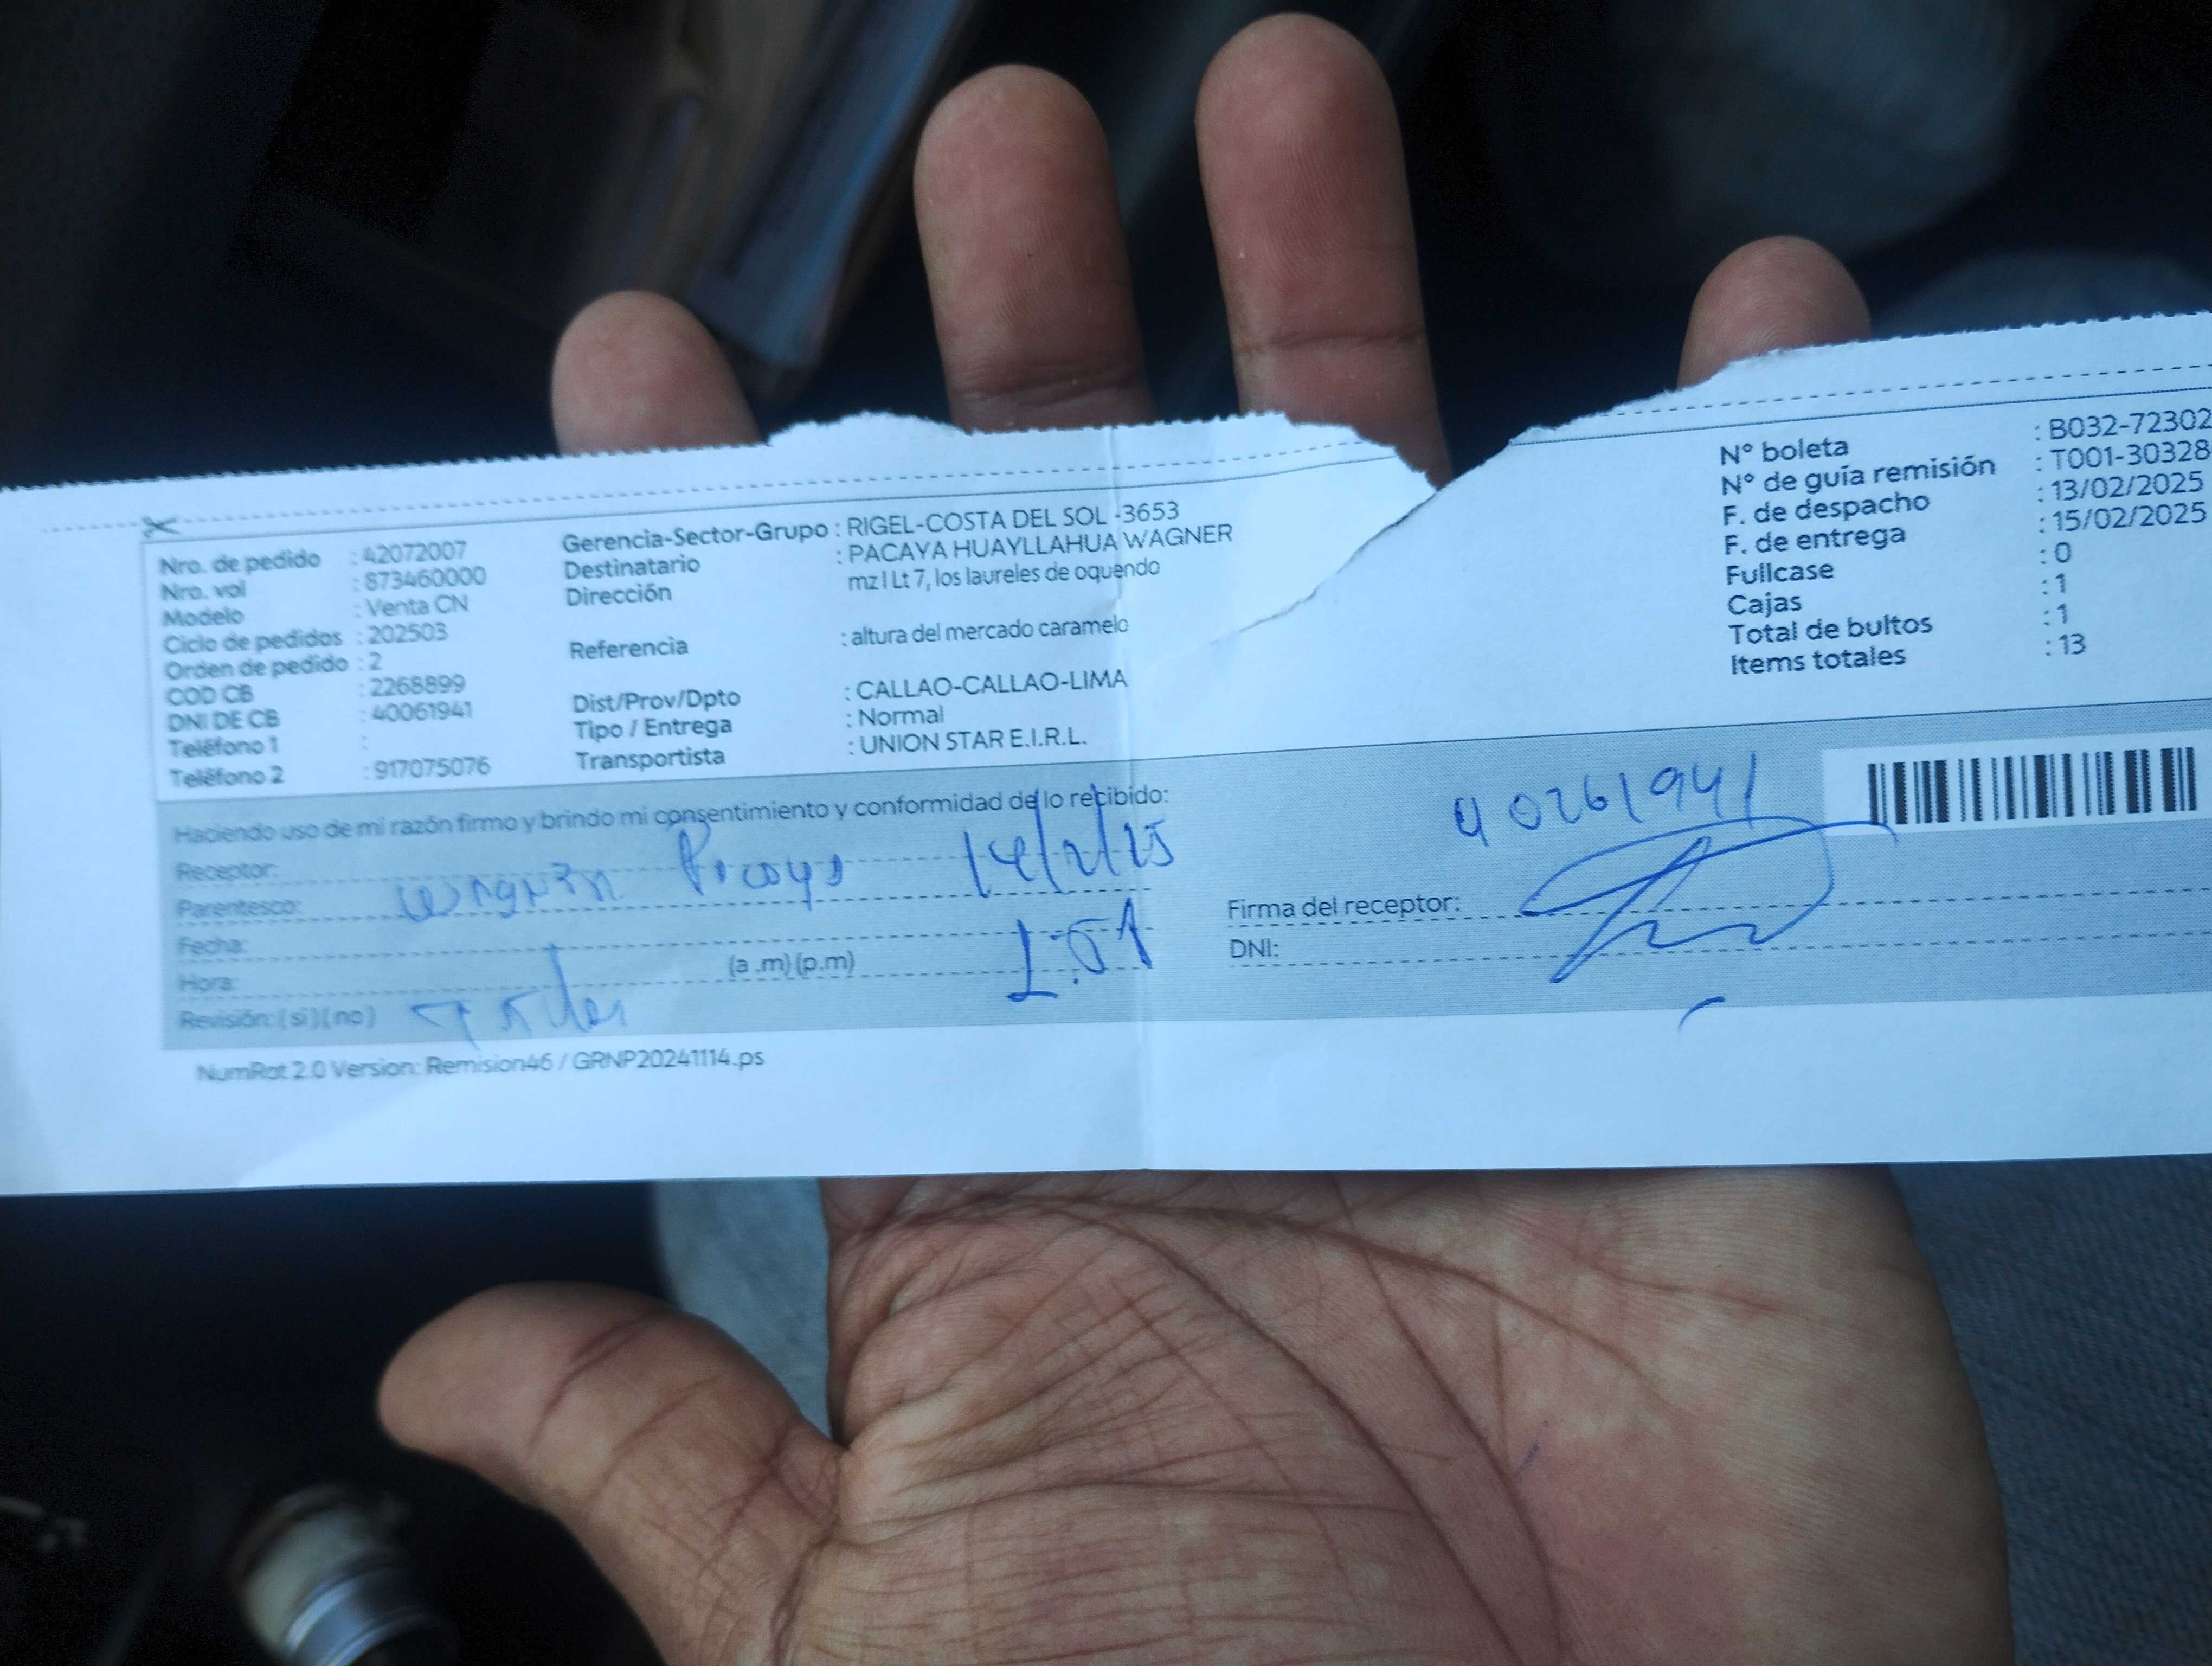 Nro. de pedido : 42072007
Nro. vol : 873460000
Modelo : Venta CN
Ciclo de pedidos : 202503
Orden de pedido : 2
COD CB : 2268899
DNI DE CB : 40061941
Teléfono 1 :
Teléfono 2 : 917075076
Gerencia-Sector-Grupo : RIGEL-COSTA DEL SOL -3653
Destinatario : PACAYA HUAYLLAHUA WAGNER
Dirección mz I Lt 7, los laureles de oquendo
Referencia : altura del mercado caramelo
Dist/Prov/Dpto : CALLAO-CALLAO-LIMA
Tipo / Entrega : Normal
Transportista : UNION STAR E.I.R.L.
N° boleta : B032-72302
N° de guía remisión : T001-30328
F. de despacho : 13/02/2025
F. de entrega : 15/02/2025
Fullcase : 0
Cajas : 1
Total de bultos : 1
Items totales : 13
Haciendo uso de mi razón firmo y brindo mi consentimiento y conformidad de lo recibido:
Receptor:
Parentesco: 14/2/25
Fecha:
Hora: (a .m) (p.m)
Revisión: ( si ) ( no )
40261941
Firma del receptor:
DNI:
NumRot 2.0 Version: Remision46 / GRNP20241114.ps